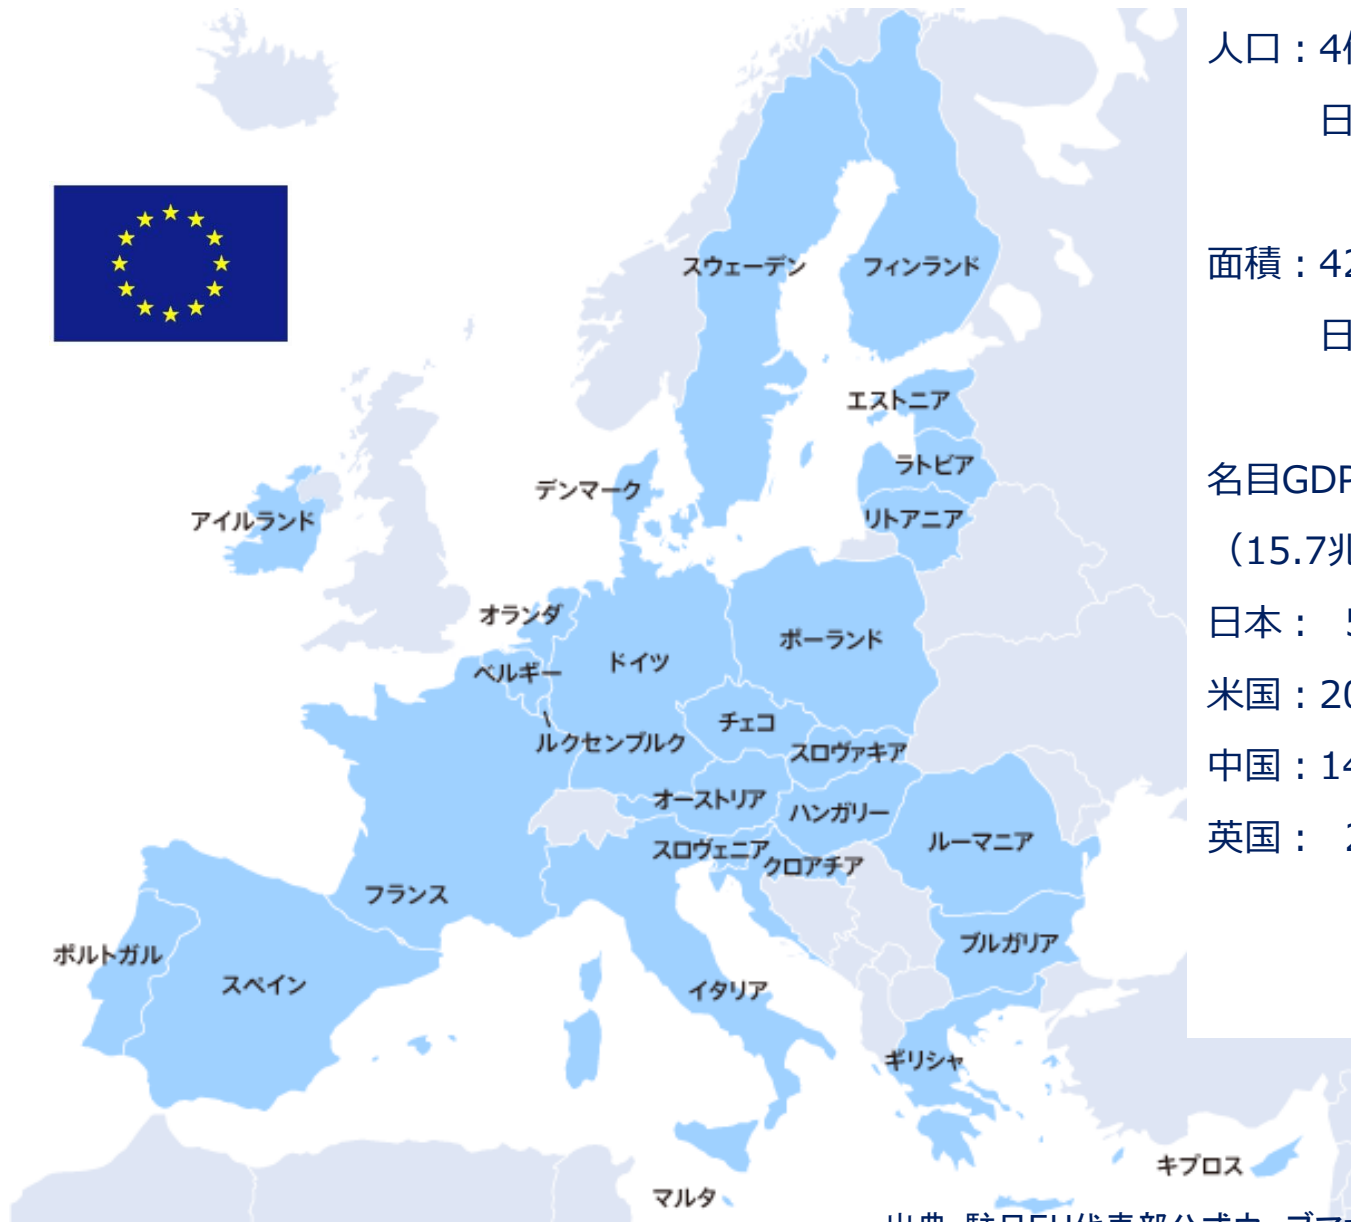 人口：4
日
面積：42
日
名目GDP
（15.7兆
日本： 5
米国：20
中国：14
英国： 2
スウェーデン
フィンランド
エストニア
ラトビア
リトアニア
デンマーク
アイルランド
オランダ
ベルギー
ドイツ
ポーランド
ルクセンブルク
チェコ
スロヴァキア
オーストリア
ハンガリー
スロヴェニア
クロアチア
ルーマニア
フランス
ブルガリア
ポルトガル
スペイン
イタリア
ギリシャ
キプロス
マルタ